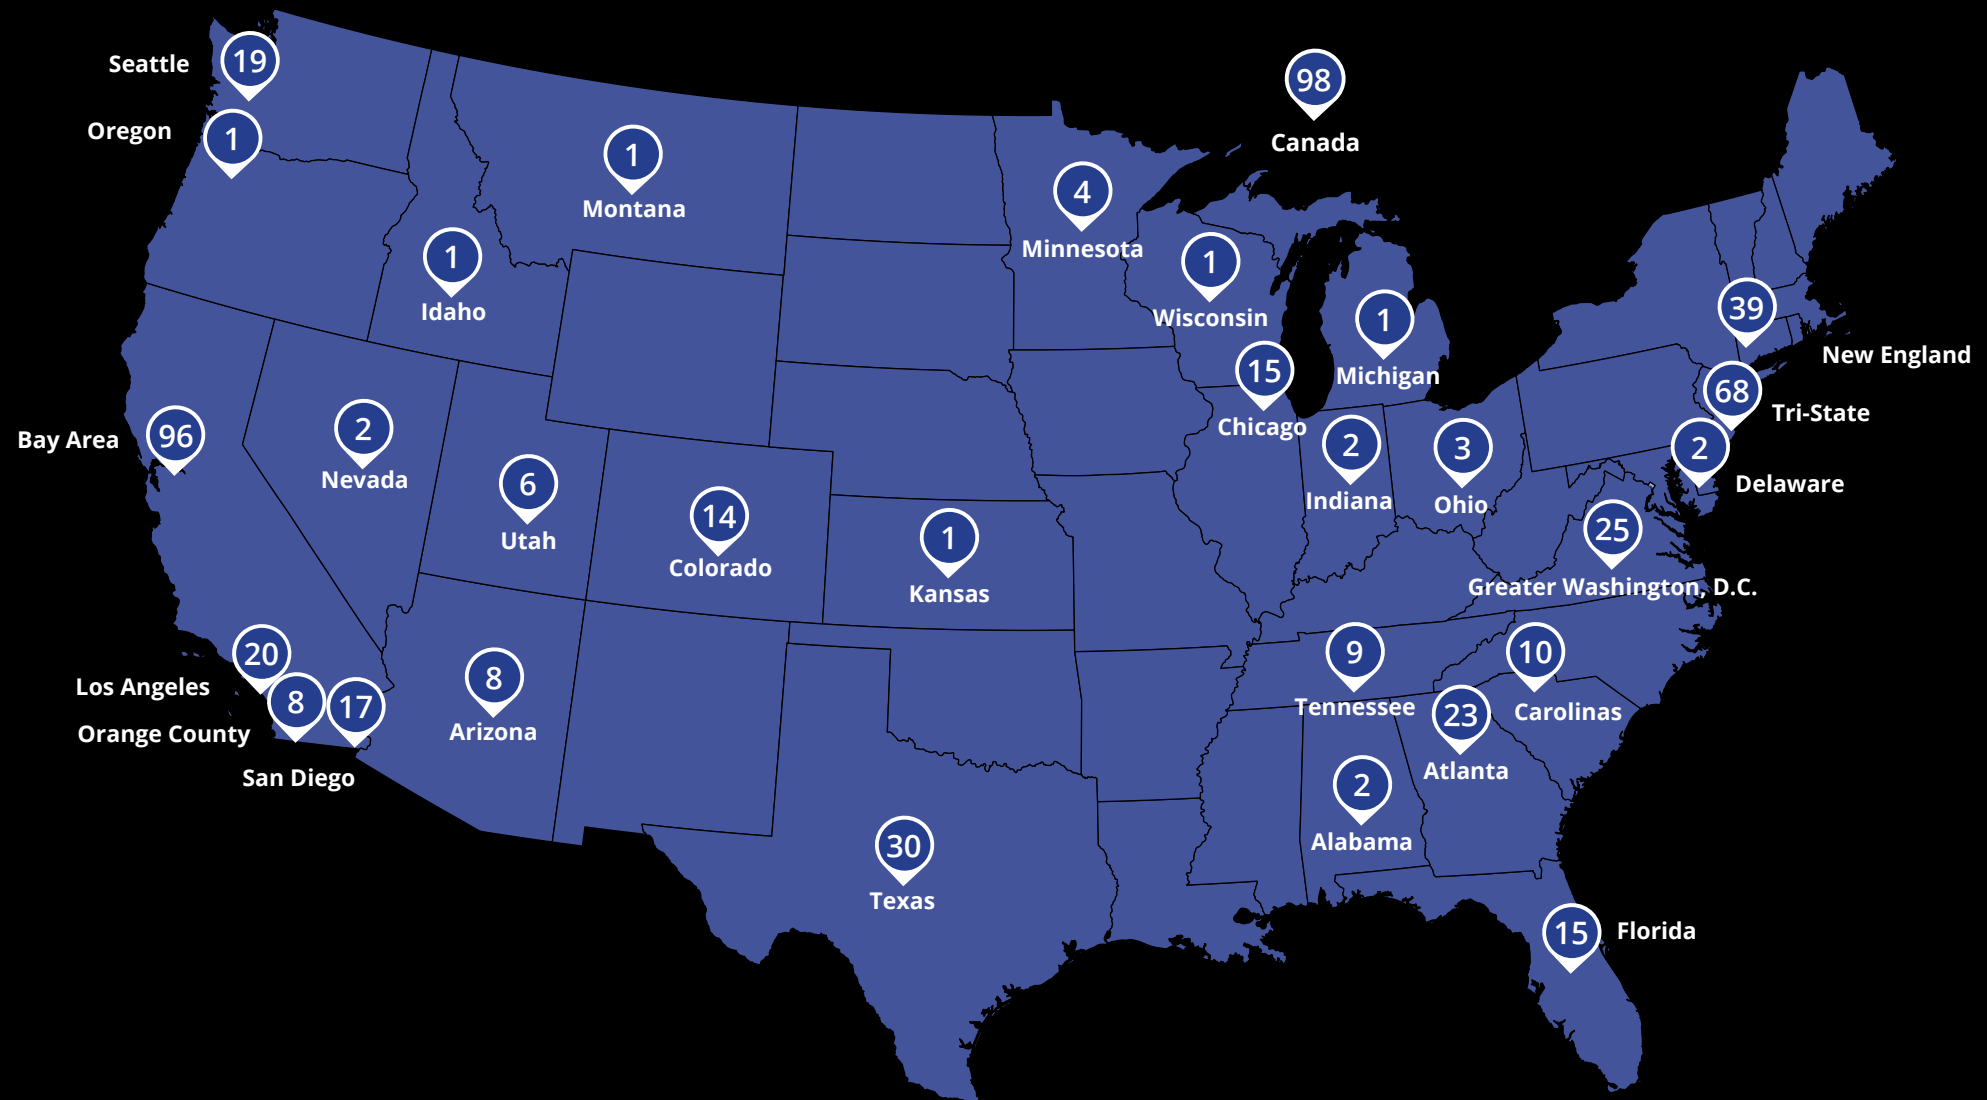 19
Seattle
1
Oregon
98
Canada
1
Montana
4
Minnesota
1
Idaho
1
Wisconsin
1
Michigan
39
New England
15
Chicago
68
Tri-State
96
Bay Area
2
Nevada
2
Indiana
3
Ohio
2
Delaware
6
Utah
14
Colorado
1
Kansas
25
Greater Washington, D.C.
20
Los Angeles
8
Orange County
17
San Diego
8
Arizona
9
Tennessee
10
Carolinas
23
Atlanta
2
Alabama
30
Texas
15
Florida